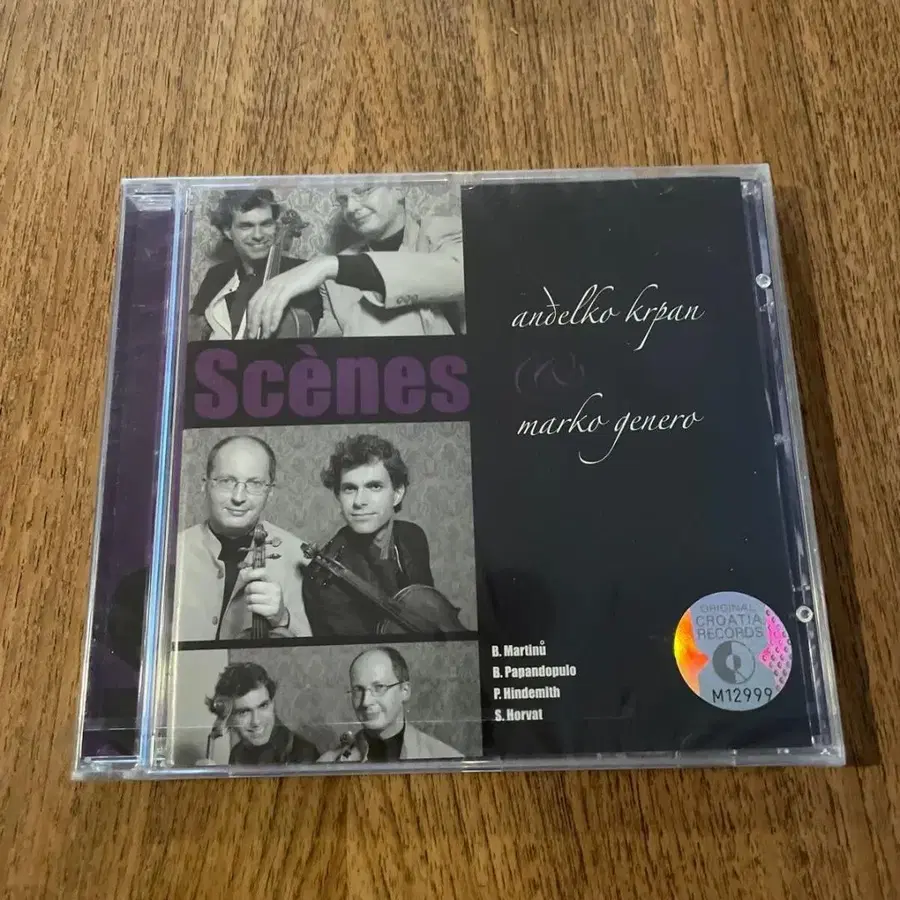 Scènes
anđelko krpan
&
marko genero
B. Martinů
B. Papandopulo
P. Hindemith
S. Horvat
ORIGINAL
CROATIA
RECORDS
M12999